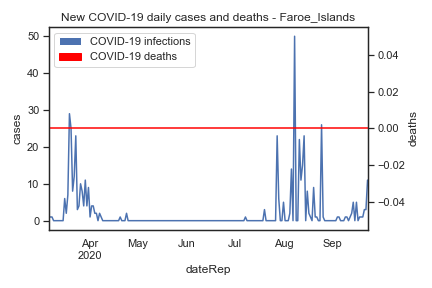 New COVID-19 daily cases and deaths - Faroe_Islands
COVID-19 infections
COVID-19 deaths
50
40
30
20
10
0
cases
0.04
0.02
0.00
−0.02
−0.04
deaths
Apr May Jun Jul Aug Sep
2020
dateRep